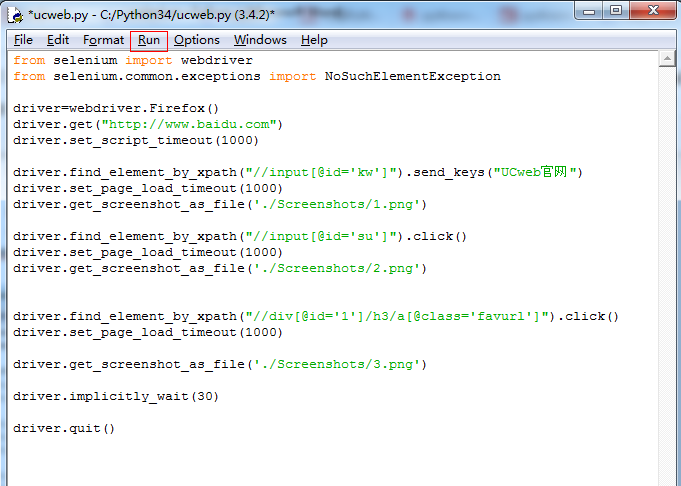 *ucweb.py - C:/Python34/ucweb.py (3.4.2)*
File Edit Format Run Options Windows Help
from selenium import webdriver
from selenium.common.exceptions import NoSuchElementException
driver=webdriver.Firefox()
driver.get("http://www.baidu.com")
driver.set_script_timeout(1000)
driver.find_element_by_xpath("//input[@id='kw']").send_keys("UCweb官网")
driver.set_page_load_timeout(1000)
driver.get_screenshot_as_file('./Screenshots/1.png')
driver.find_element_by_xpath("//input[@id='su']").click()
driver.set_page_load_timeout(1000)
driver.get_screenshot_as_file('./Screenshots/2.png')
driver.find_element_by_xpath("//div[@id='1']/h3/a[@class='favurl']").click()
driver.set_page_load_timeout(1000)
driver.get_screenshot_as_file('./Screenshots/3.png')
driver.implicitly_wait(30)
driver.quit()